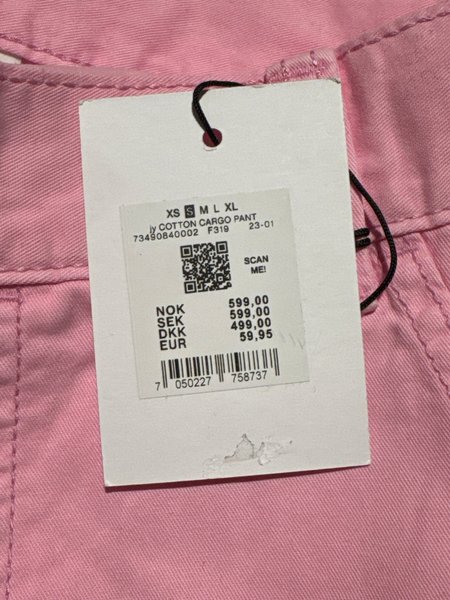 XS S M L XL
jy COTTON CARGO PANT
73490840002 F319 23-01
SCAN
ME!
NOK 599,00
SEK 599,00
DKK 499,00
EUR 59,95
7 050227 758737